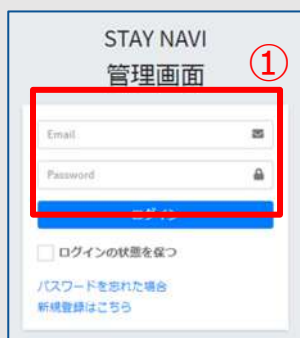 STAY NAVI
管理画面
①
Email
Password
ログイン
ログインの状態を保つ
パスワードを忘れた場合
新規登録はこちら